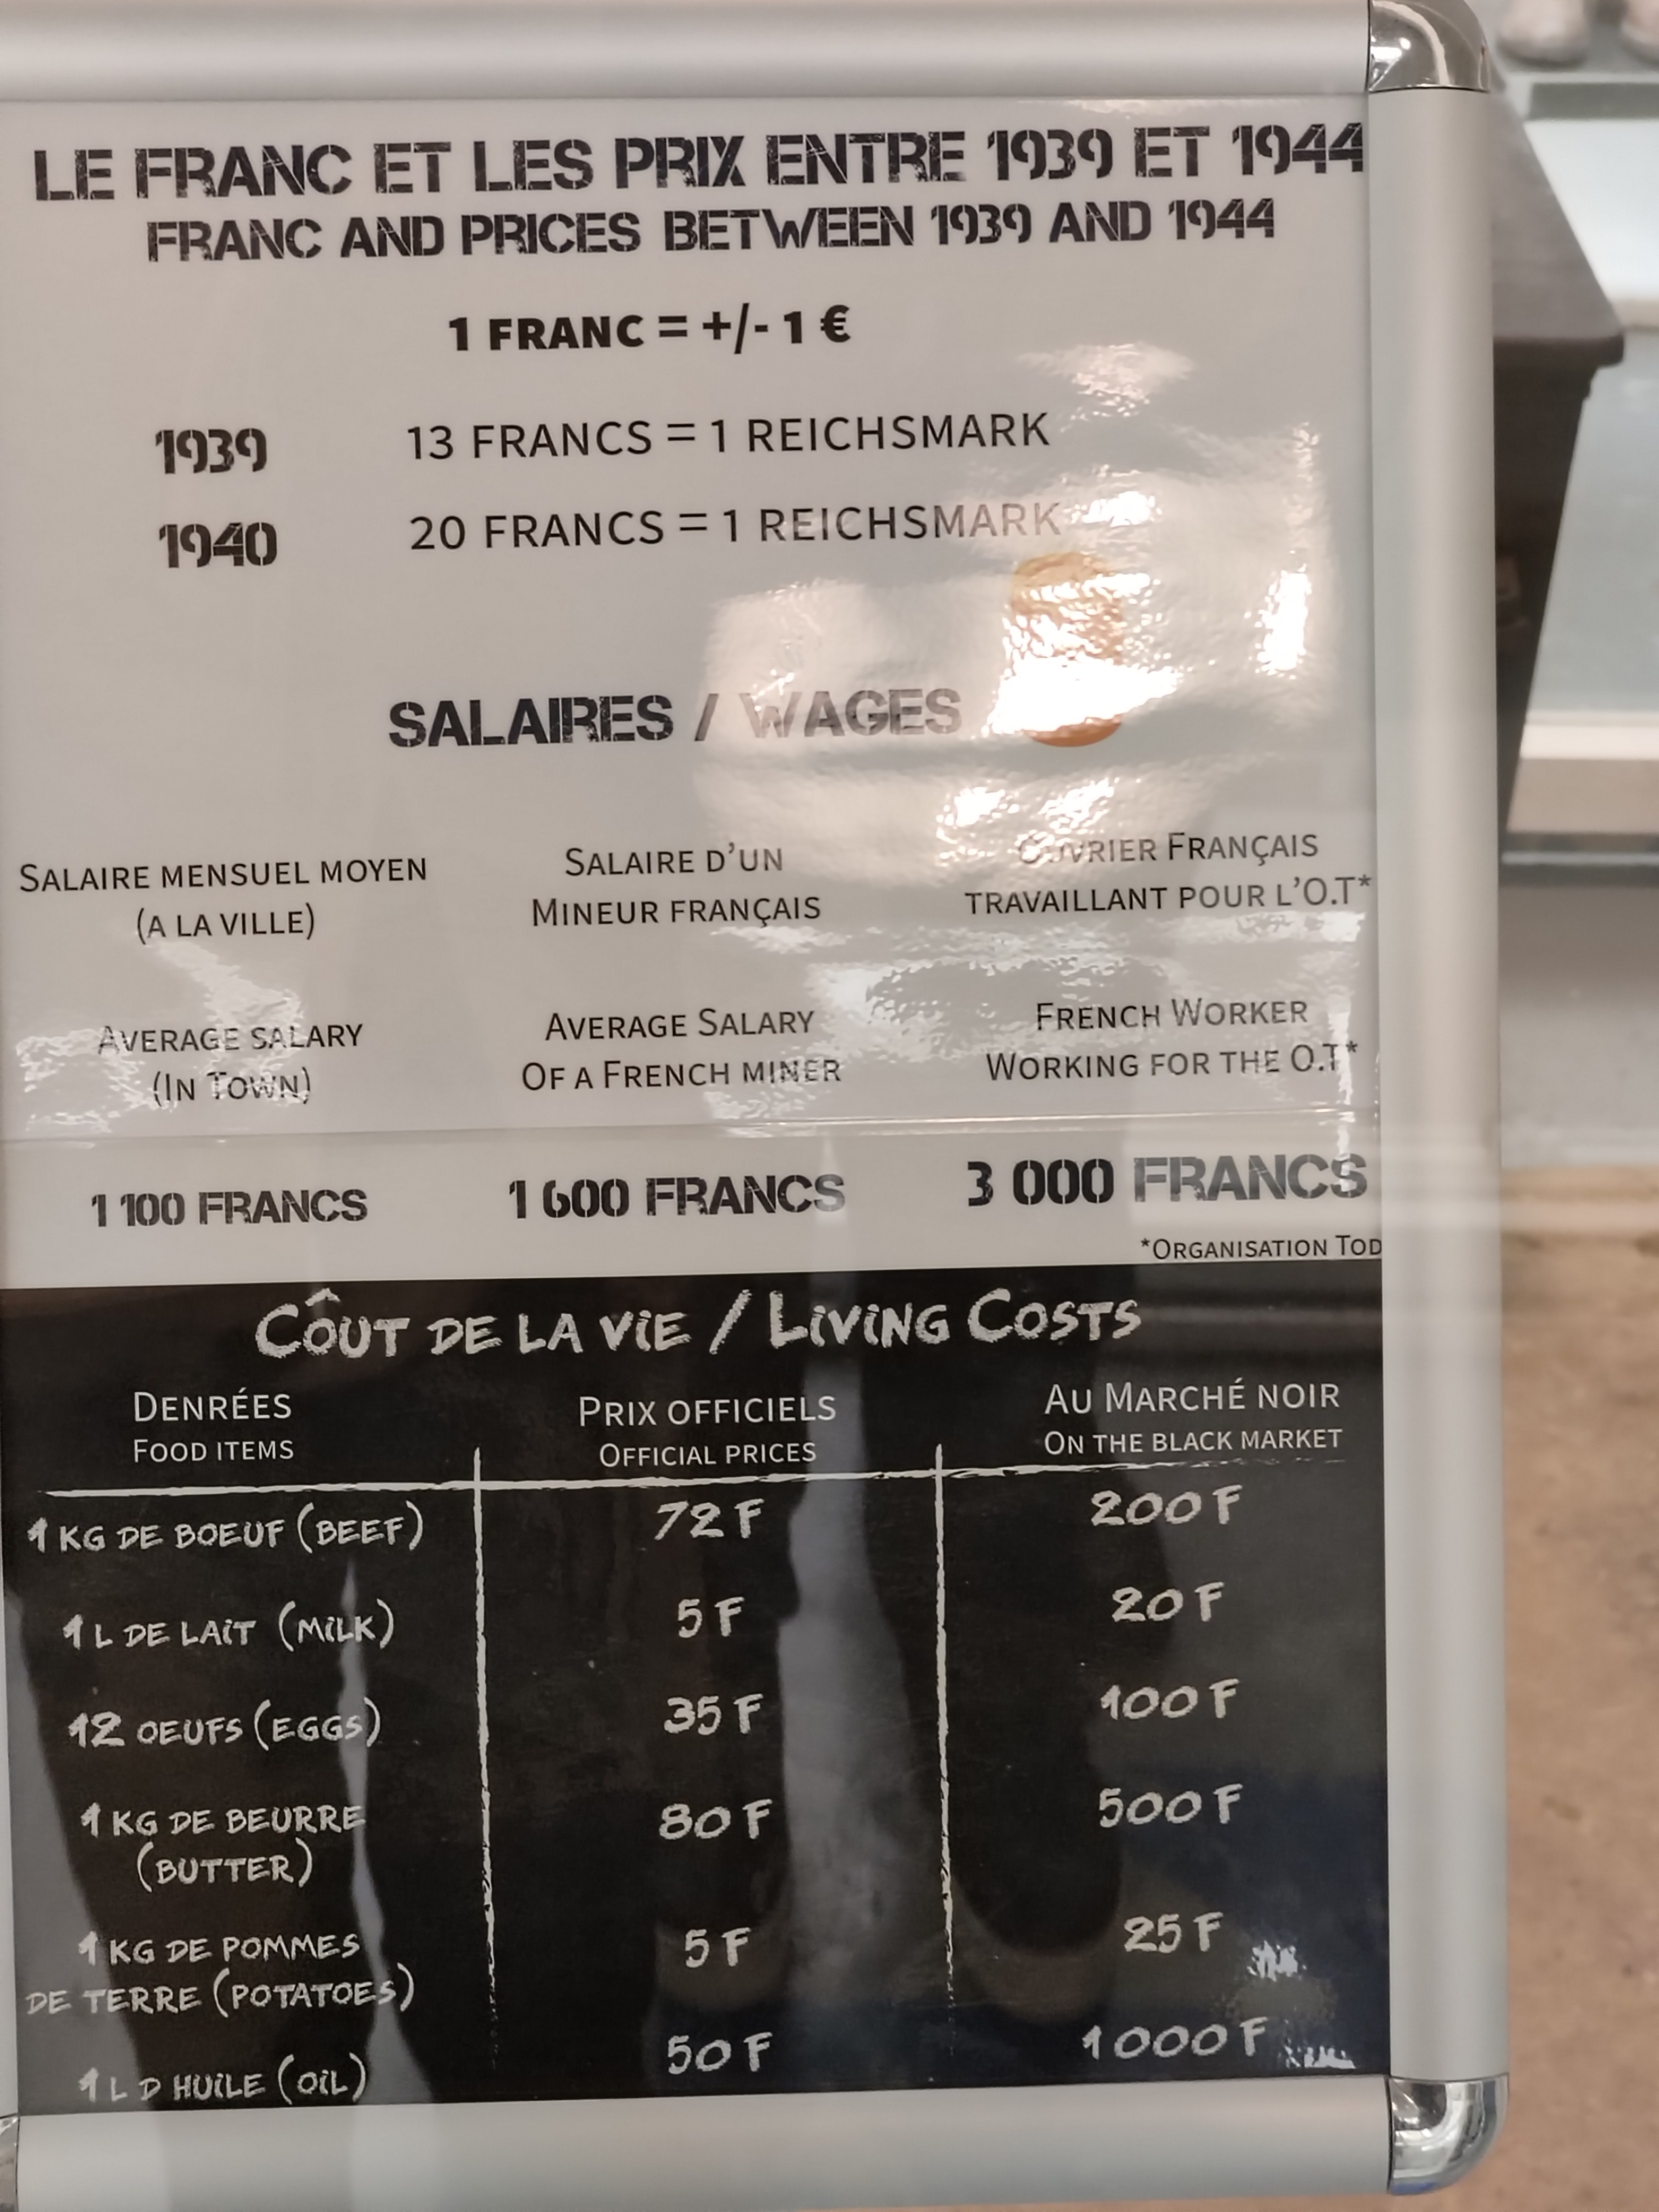 LE FRANC ET LES PRIX ENTRE 1939 ET 1944
FRANC AND PRICES BETWEEN 1939 AND 1944
1 FRANC = +/- 1 €
1939 13 FRANCS = 1 REICHSMARK
1940 20 FRANCS = 1 REICHSMARK
SALAIRES / WAGES
SALAIRE MENSUEL MOYEN
(A LA VILLE)
SALAIRE D'UN
MINEUR FRANÇAIS
OUVRIER FRANÇAIS
TRAVAILLANT POUR L'O.T*
AVERAGE SALARY
(IN TOWN)
AVERAGE SALARY
OF A FRENCH MINER
FRENCH WORKER
WORKING FOR THE O.T*
1 100 FRANCS 1 600 FRANCS 3 000 FRANCS
*ORGANISATION TOD
COÛT DE LA VIE / LIVING COSTS
DENRÉES PRIX OFFICIELS AU MARCHÉ NOIR
FOOD ITEMS OFFICIAL PRICES ON THE BLACK MARKET
1 KG DE BOEUF (BEEF) 72 F 200 F
1 L DE LAIT (MILK) 5 F 20 F
12 OEUFS (EGGS) 35 F 100 F
1 KG DE BEURRE 80 F 500 F
(BUTTER)
1 KG DE POMMES 5 F 25 F
DE TERRE (POTATOES)
1 L D HUILE (OIL) 50 F 1000 F